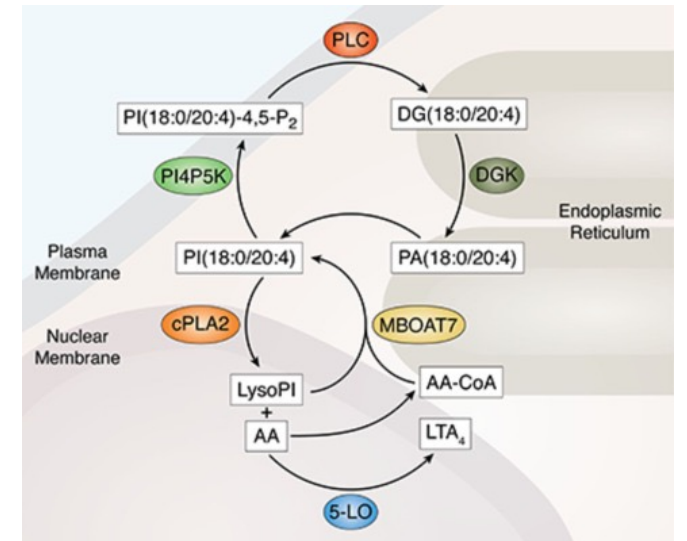 PLC
PI(18:0/20:4)-4,5-P₂
DG(18:0/20:4)
PI4P5K
DGK
Endoplasmic
Reticulum
Plasma
Membrane
PI(18:0/20:4)
PA(18:0/20:4)
Nuclear
Membrane
cPLA2
MBOAT7
LysoPI
+
AA
AA-CoA
LTA₄
5-LO